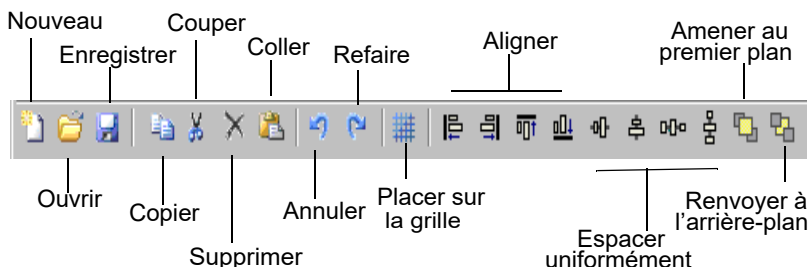 Nouveau
Enregistrer
Couper
Coller
Refaire
Aligner
Amener au
premier plan
Ouvrir
Copier
Supprimer
Annuler
Placer sur
la grille
Espacer
uniformément
Renvoyer à
l'arrière-plan